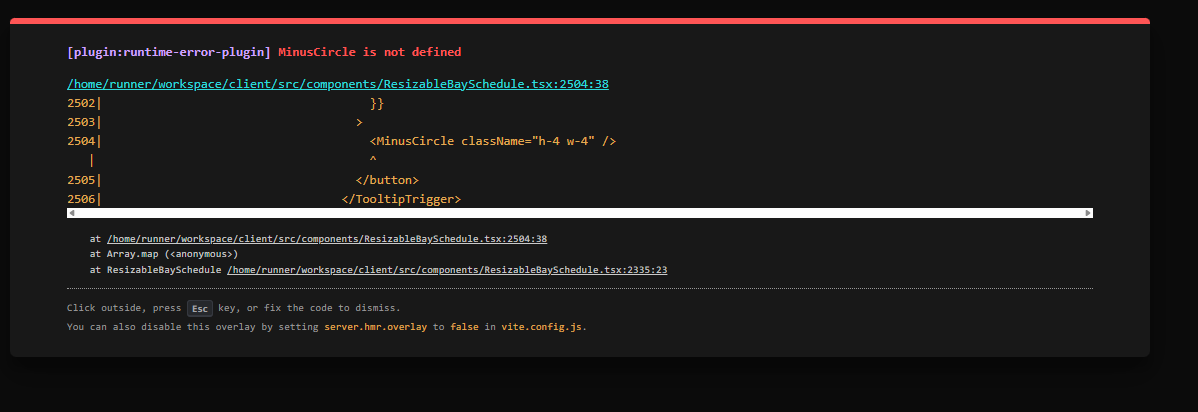 [plugin:runtime-error-plugin] MinusCircle is not defined
/home/runner/workspace/client/src/components/ResizableBaySchedule.tsx:2504:38
2502|                                      }}
2503|                                    >
2504|                                      <MinusCircle className="h-4 w-4" />
    |                                      ^
2505|                                    </button>
2506|                                  </TooltipTrigger>
at /home/runner/workspace/client/src/components/ResizableBaySchedule.tsx:2504:38
at Array.map (<anonymous>)
at ResizableBaySchedule /home/runner/workspace/client/src/components/ResizableBaySchedule.tsx:2335:23
Click outside, press Esc key, or fix the code to dismiss.
You can also disable this overlay by setting server.hmr.overlay to false in vite.config.js.